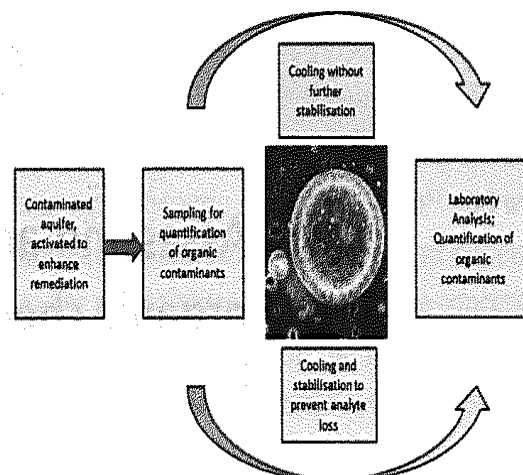 Cooling without
further
stabilisation
Contaminated
aquifer,
activated to
enhance
remediation
Sampling for
quantification
of organic
contaminants
Laboratory
Analysis;
Quantification of
organic
contaminants
Cooling and
stabilisation to
prevent analyte
loss